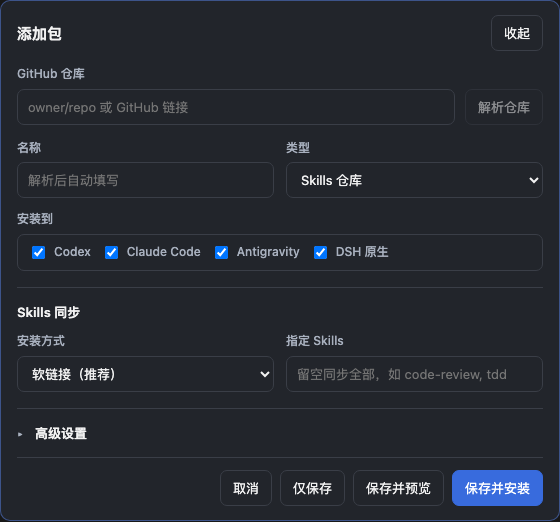 添加包 收起
GitHub 仓库
owner/repo 或 GitHub 链接 解析仓库
名称 类型
解析后自动填写 Skills 仓库
安装到
Codex Claude Code Antigravity DSH 原生
Skills 同步
安装方式 指定 Skills
软链接（推荐） 留空同步全部，如 code-review, tdd
高级设置
取消 仅保存 保存并预览 保存并安装